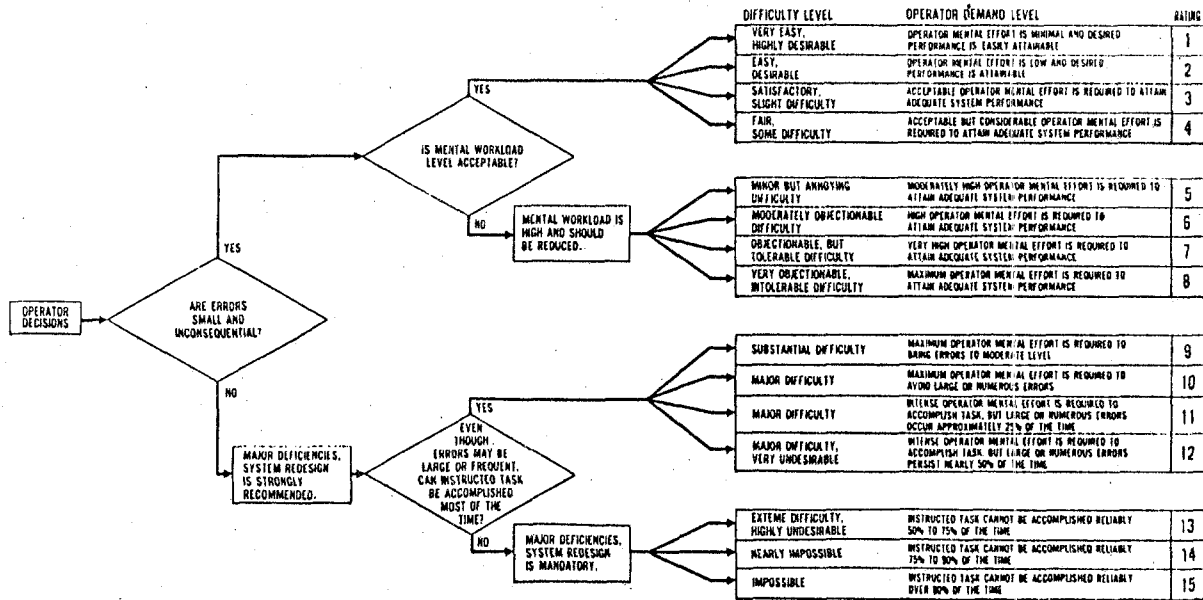 DIFFICULTY LEVEL OPERATOR DEMAND LEVEL RATING
VERY EASY,
HIGHLY DESIRABLE
OPERATOR MENTAL EFFORT IS MINIMAL AND DESIRED
PERFORMANCE IS EASILY ATTAINABLE
1
EASY,
DESIRABLE
OPERATOR MENTAL EFFORT IS LOW AND DESIRED
PERFORMANCE IS ATTAINABLE
2
SATISFACTORY,
SLIGHT DIFFICULTY
ACCEPTABLE OPERATOR MENTAL EFFORT IS REQUIRED TO ATTAIN
ADEQUATE SYSTEM PERFORMANCE
3
FAIR,
SOME DIFFICULTY
ACCEPTABLE BUT CONSIDERABLE OPERATOR MENTAL EFFORT IS
REQUIRED TO ATTAIN ADEQUATE SYSTEM PERFORMANCE
4
YES
IS MENTAL WORKLOAD
LEVEL ACCEPTABLE?
NO
MENTAL WORKLOAD IS
HIGH AND SHOULD
BE REDUCED.
MINOR BUT ANNOYING
DIFFICULTY
MODERATELY HIGH OPERATOR MENTAL EFFORT IS REQUIRED TO
ATTAIN ADEQUATE SYSTEM PERFORMANCE
5
MODERATELY OBJECTIONABLE
DIFFICULTY
HIGH OPERATOR MENTAL EFFORT IS REQUIRED TO
ATTAIN ADEQUATE SYSTEM PERFORMANCE
6
OBJECTIONABLE, BUT
TOLERABLE DIFFICULTY
VERY HIGH OPERATOR MENTAL EFFORT IS REQUIRED TO
ATTAIN ADEQUATE SYSTEM PERFORMANCE
7
VERY OBJECTIONABLE,
INTOLERABLE DIFFICULTY
MAXIMUM OPERATOR MENTAL EFFORT IS REQUIRED TO
ATTAIN ADEQUATE SYSTEM PERFORMANCE
8
OPERATOR
DECISIONS
YES
ARE ERRORS
SMALL AND
INCONSEQUENTIAL?
NO
MAJOR DEFICIENCIES,
SYSTEM REDESIGN
IS STRONGLY
RECOMMENDED.
YES
EVEN
THOUGH
ERRORS MAY BE
LARGE OR FREQUENT,
CAN INSTRUCTED TASK
BE ACCOMPLISHED
MOST OF THE
TIME?
NO
MAJOR DEFICIENCIES,
SYSTEM REDESIGN
IS MANDATORY.
SUBSTANTIAL DIFFICULTY
MAXIMUM OPERATOR MENTAL EFFORT IS REQUIRED TO
BRING ERRORS TO MODERATE LEVEL
9
MAJOR DIFFICULTY
MAXIMUM OPERATOR MENTAL EFFORT IS REQUIRED TO
AVOID LARGE OR NUMEROUS ERRORS
10
MAJOR DIFFICULTY
INTENSE OPERATOR MENTAL EFFORT IS REQUIRED TO
ACCOMPLISH TASK, BUT LARGE OR NUMEROUS ERRORS
OCCUR APPROXIMATELY 25% OF THE TIME
11
MAJOR DIFFICULTY,
VERY UNDESIRABLE
INTENSE OPERATOR MENTAL EFFORT IS REQUIRED TO
ACCOMPLISH TASK, BUT LARGE OR NUMEROUS ERRORS
PERSIST NEARLY 50% OF THE TIME
12
EXTEME DIFFICULTY,
HIGHLY UNDESIRABLE
INSTRUCTED TASK CANNOT BE ACCOMPLISHED RELIABLY
50% TO 75% OF THE TIME
13
NEARLY IMPOSSIBLE
INSTRUCTED TASK CANNOT BE ACCOMPLISHED RELIABLY
75% TO 90% OF THE TIME
14
IMPOSSIBLE
INSTRUCTED TASK CANNOT BE ACCOMPLISHED RELIABLY
OVER 90% OF THE TIME
15